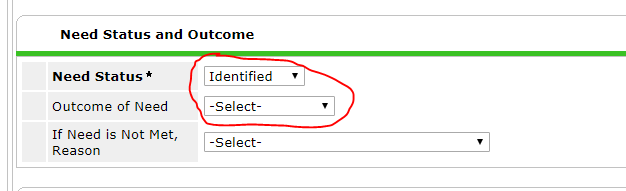 Need Status and Outcome
Need Status* Identified
Outcome of Need -Select-
If Need is Not Met,
Reason -Select-